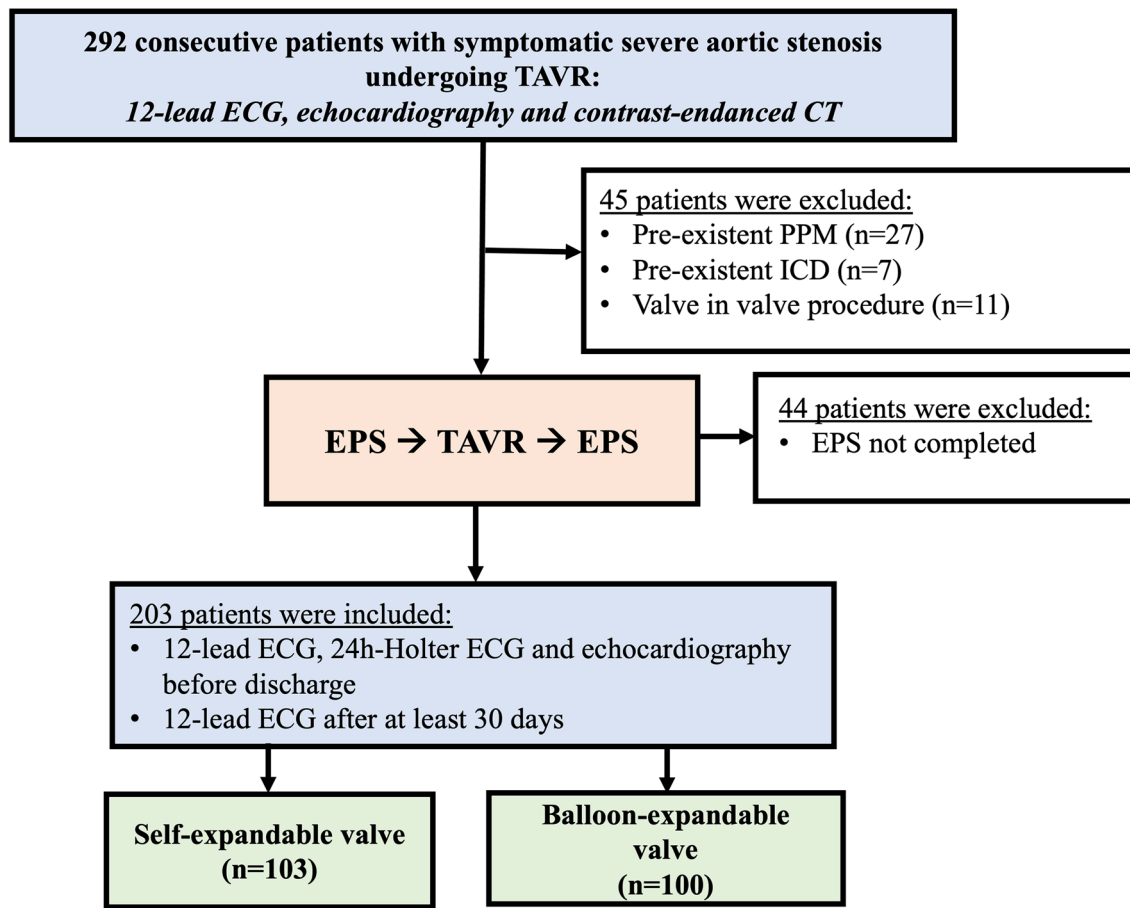 292 consecutive patients with symptomatic severe aortic stenosis
undergoing TAVR:
12-lead ECG, echocardiography and contrast-endanced CT
45 patients were excluded:
• Pre-existent PPM (n=27)
• Pre-existent ICD (n=7)
• Valve in valve procedure (n=11)
EPS → TAVR → EPS
44 patients were excluded:
• EPS not completed
203 patients were included:
• 12-lead ECG, 24h-Holter ECG and echocardiography
before discharge
• 12-lead ECG after at least 30 days
Self-expandable valve
(n=103)
Balloon-expandable
valve
(n=100)